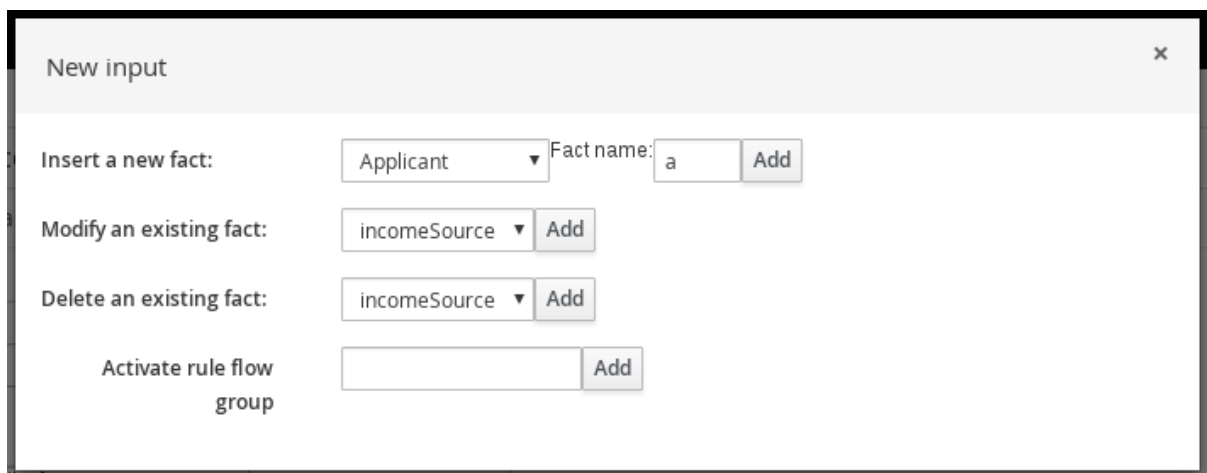 New input ×
Insert a new fact: Applicant Fact name: a Add
Modify an existing fact: incomeSource Add
Delete an existing fact: incomeSource Add
Activate rule flow Add
group